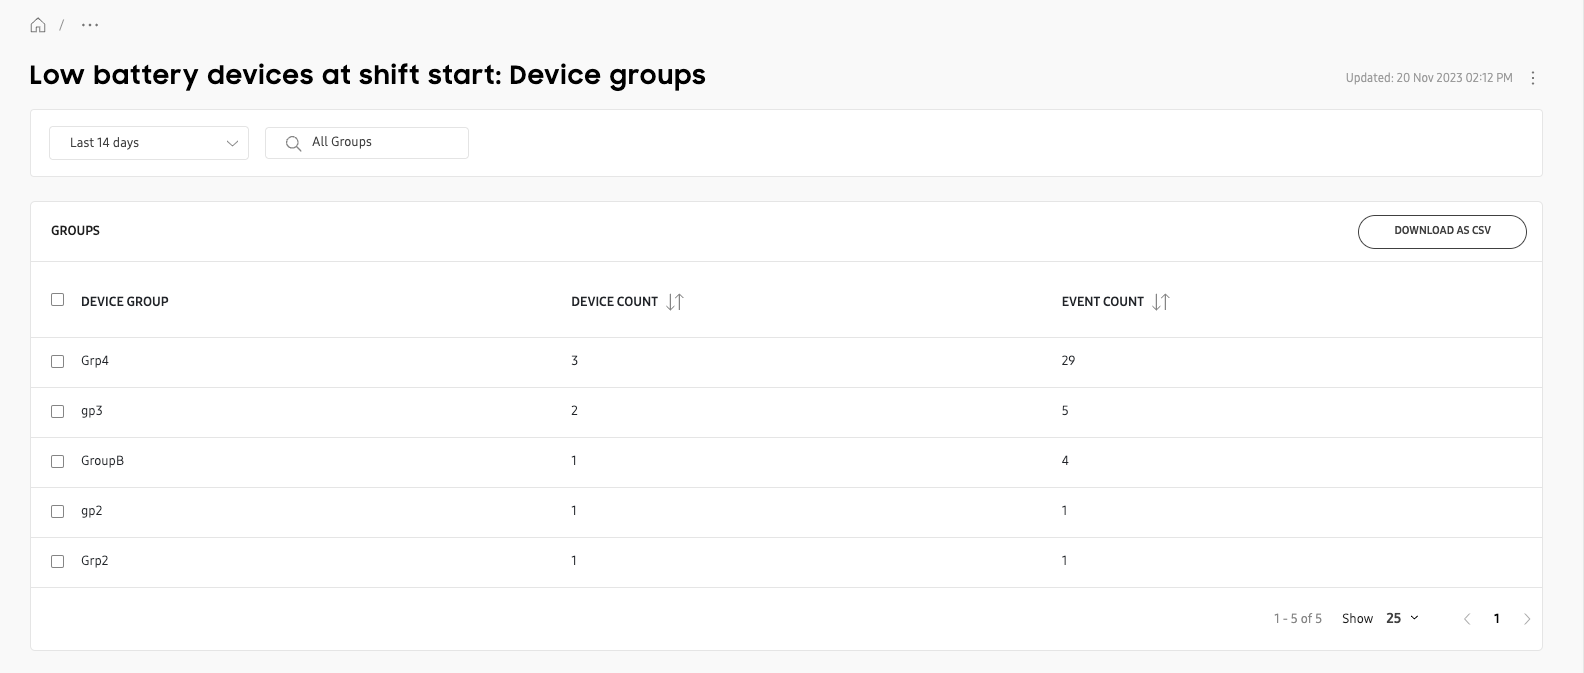 / ...
Low battery devices at shift start: Device groups
Updated: 20 Nov 2023 02:12 PM
Last 14 days All Groups
GROUPS DOWNLOAD AS CSV
DEVICE GROUP DEVICE COUNT EVENT COUNT
Grp4 3 29
gp3 2 5
GroupB 1 4
gp2 1 1
Grp2 1 1
1 - 5 of 5 Show 25 1